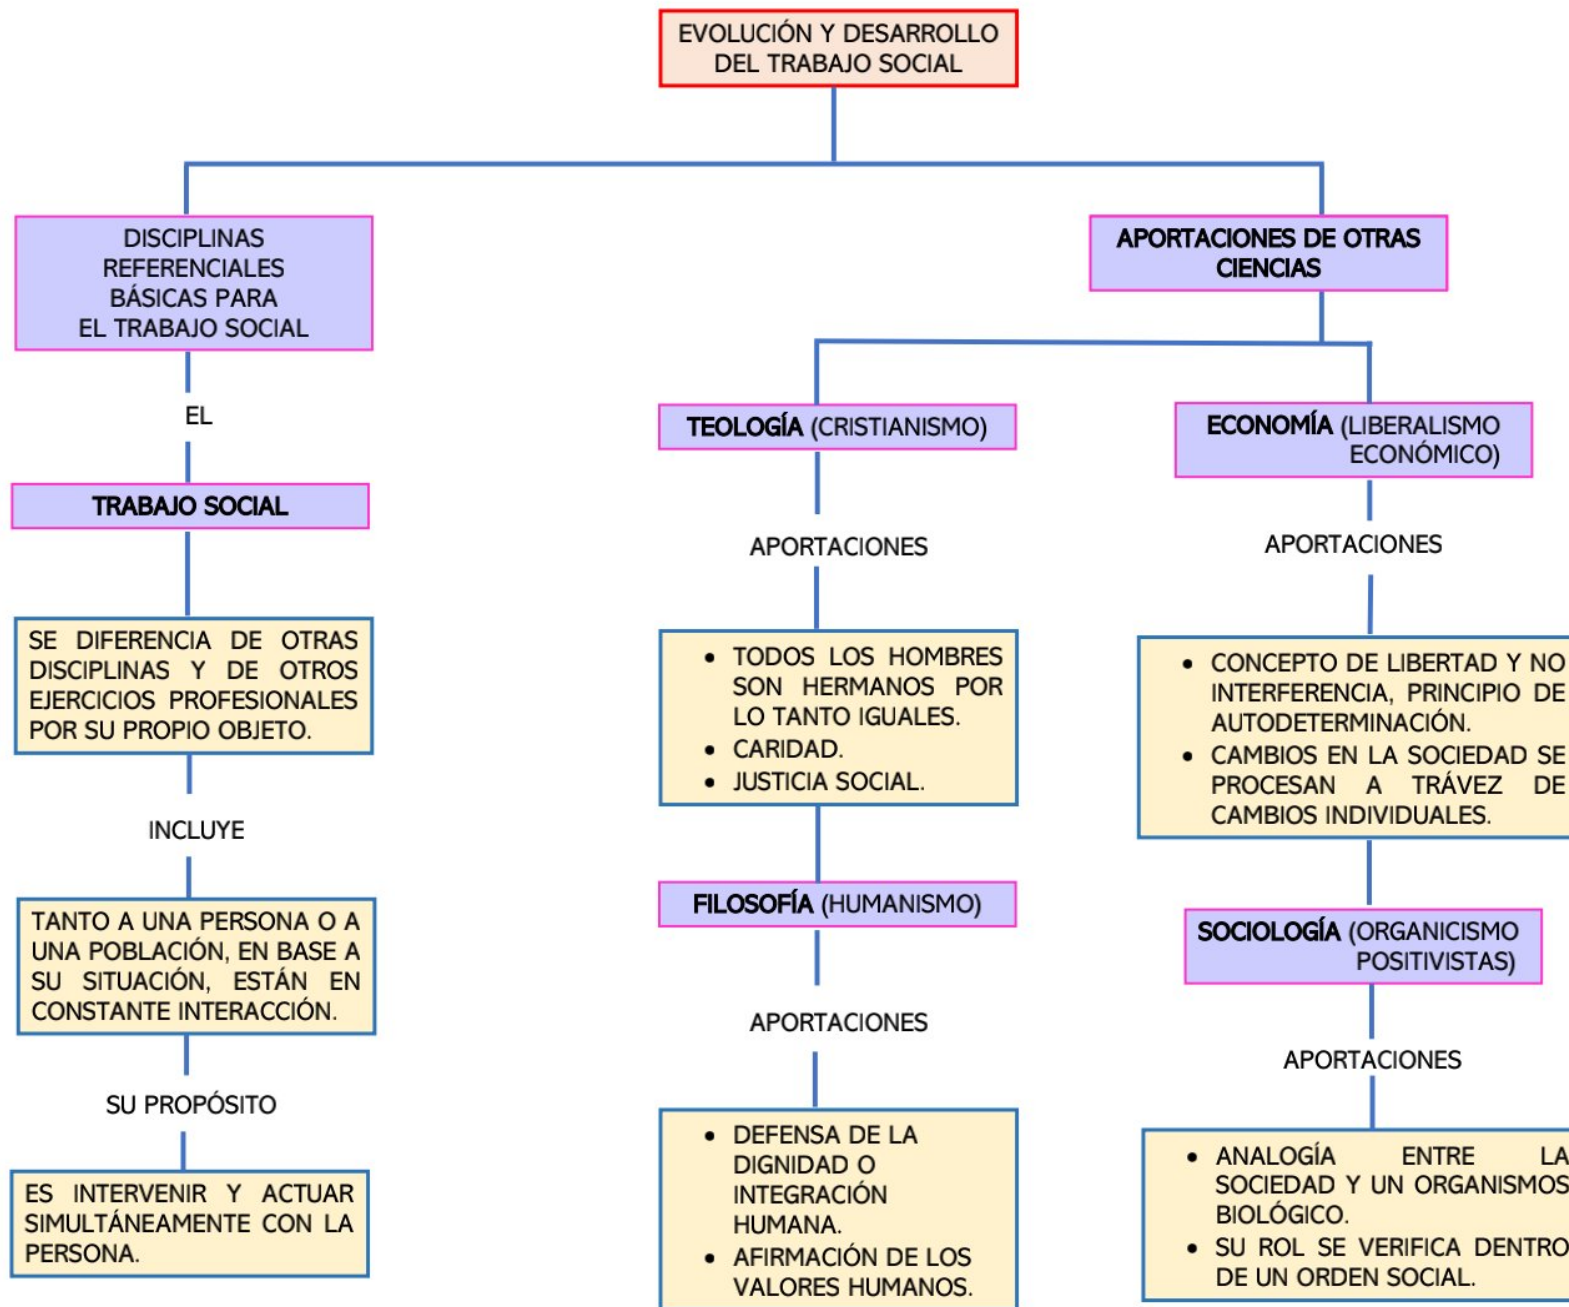 EVOLUCIÓN Y DESARROLLO
DEL TRABAJO SOCIAL
DISCIPLINAS
REFERENCIALES
BÁSICAS PARA
EL TRABAJO SOCIAL
EL
TRABAJO SOCIAL
SE DIFERENCIA DE OTRAS
DISCIPLINAS Y DE OTROS
EJERCICIOS PROFESIONALES
POR SU PROPIO OBJETO.
INCLUYE
TANTO A UNA PERSONA O A
UNA POBLACIÓN, EN BASE A
SU SITUACIÓN, ESTÁN EN
CONSTANTE INTERACCIÓN.
SU PROPÓSITO
ES INTERVENIR Y ACTUAR
SIMULTÁNEAMENTE CON LA
PERSONA.
APORTACIONES DE OTRAS
CIENCIAS
TEOLOGÍA (CRISTIANISMO)
APORTACIONES
• TODOS LOS HOMBRES
SON HERMANOS POR
LO TANTO IGUALES.
• CARIDAD.
• JUSTICIA SOCIAL.
FILOSOFÍA (HUMANISMO)
APORTACIONES
• DEFENSA DE LA
DIGNIDAD O
INTEGRACIÓN
HUMANA.
• AFIRMACIÓN DE LOS
VALORES HUMANOS.
ECONOMÍA (LIBERALISMO
ECONÓMICO)
APORTACIONES
• CONCEPTO DE LIBERTAD Y NO
INTERFERENCIA, PRINCIPIO DE
AUTODETERMINACIÓN.
• CAMBIOS EN LA SOCIEDAD SE
PROCESAN A TRÁVEZ DE
CAMBIOS INDIVIDUALES.
SOCIOLOGÍA (ORGANICISMO
POSITIVISTAS)
APORTACIONES
• ANALOGÍA ENTRE LA
SOCIEDAD Y UN ORGANISMOS
BIOLÓGICO.
• SU ROL SE VERIFICA DENTRO
DE UN ORDEN SOCIAL.